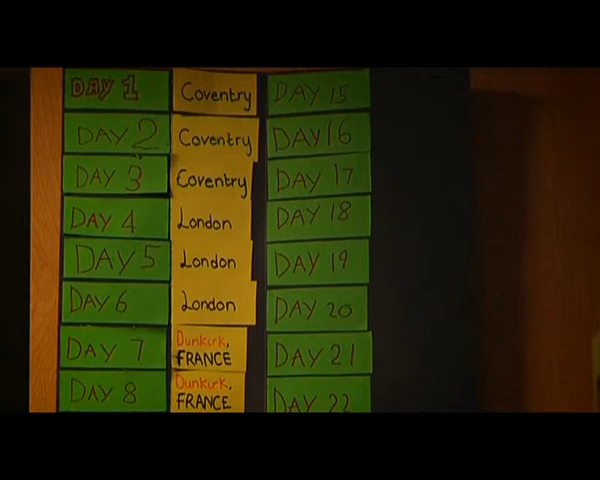 DAY 1 Coventry DAY 15
DAY 2 Coventry DAY 16
DAY 3 Coventry DAY 17
DAY 4 London DAY 18
DAY 5 London DAY 19
DAY 6 London DAY 20
DAY 7 Dunkirk, FRANCE DAY 21
DAY 8 Dunkirk, FRANCE DAY 22